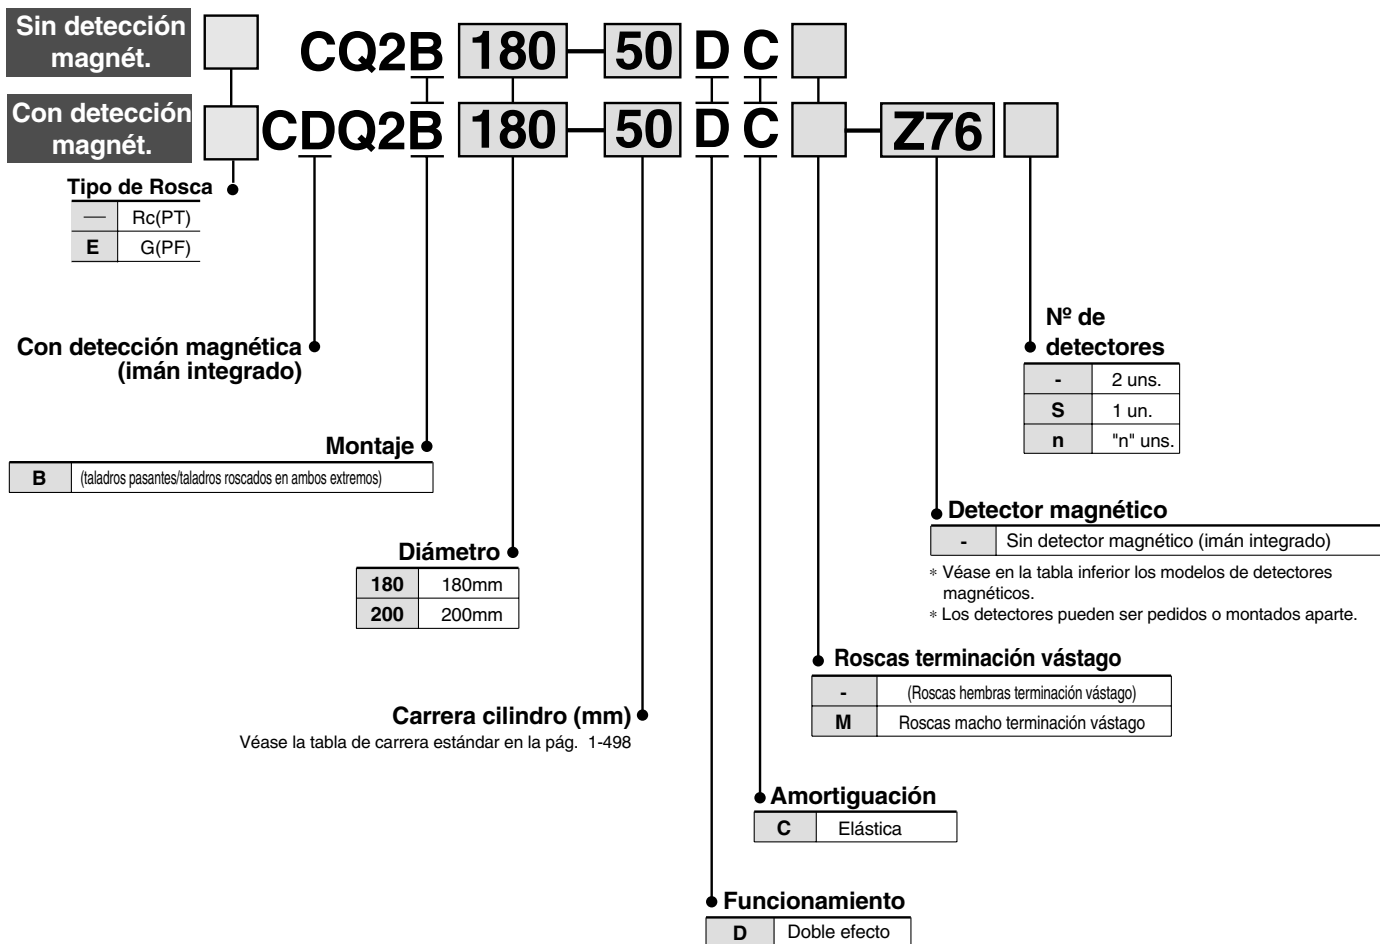 Sin detección
magnét.
CQ2B 180 50 D C
Con detección
magnét.
CDQ2B 180 50 D C Z76
Tipo de Rosca
— Rc(PT)
E G(PF)
Con detección magnética
(imán integrado)
Nº de
detectores
- 2 uns.
S 1 un.
n "n" uns.
Montaje
B (taladros pasantes/taladros roscados en ambos extremos)
Detector magnético
- Sin detector magnético (imán integrado)
* Véase en la tabla inferior los modelos de detectores
magnéticos.
* Los detectores pueden ser pedidos o montados aparte.
Diámetro
180 180mm
200 200mm
Roscas terminación vástago
- (Roscas hembras terminación vástago)
M Roscas macho terminación vástago
Carrera cilindro (mm)
Véase la tabla de carrera estándar en la pág. 1-498
Amortiguación
C Elástica
Funcionamiento
D Doble efecto